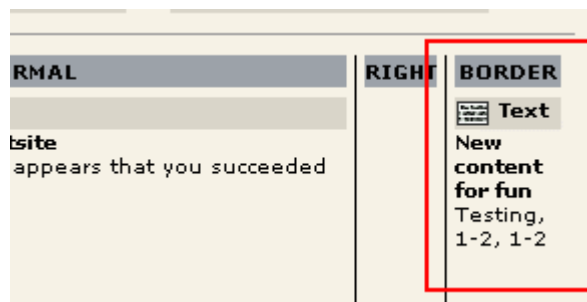 RMAL
tsite
appears that you succeeded
RIGHT
BORDER
Text
New
content
for fun
Testing,
1-2, 1-2